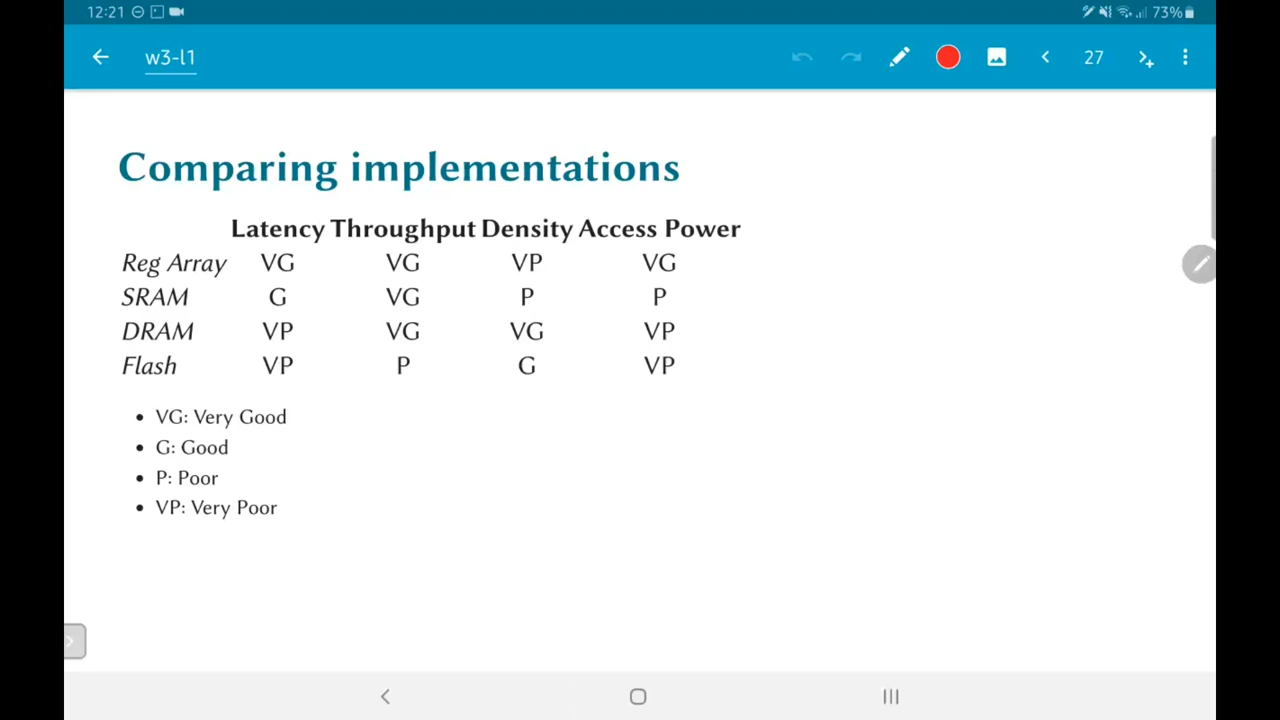 12:21
73%
w3-l1
27
Comparing implementations
Latency Throughput Density Access Power
Reg Array VG VG VP VG
SRAM G VG P P
DRAM VP VG VG VP
Flash VP P G VP
• VG: Very Good
• G: Good
• P: Poor
• VP: Very Poor